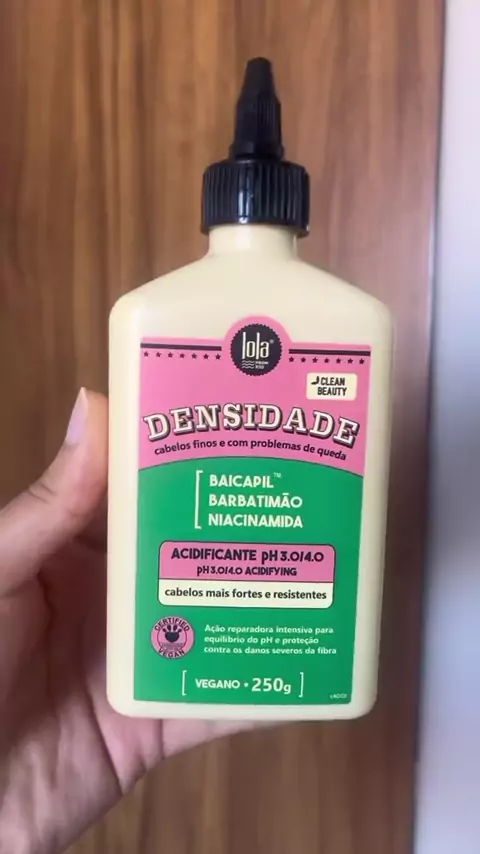 lola®
FROM RIO
CLEAN
BEAUTY
DENSIDADE
cabelos finos e com problemas de queda
BAICAPIL™
BARBATIMÃO
NIACINAMIDA
ACIDIFICANTE pH 3.0/4.0
pH 3.0/4.0 ACIDIFYING
cabelos mais fortes e resistentes
CERTIFIED
VEGAN
Ação reparadora intensiva para
equilíbrio do pH e proteção
contra os danos severos da fibra
VEGANO • 250g